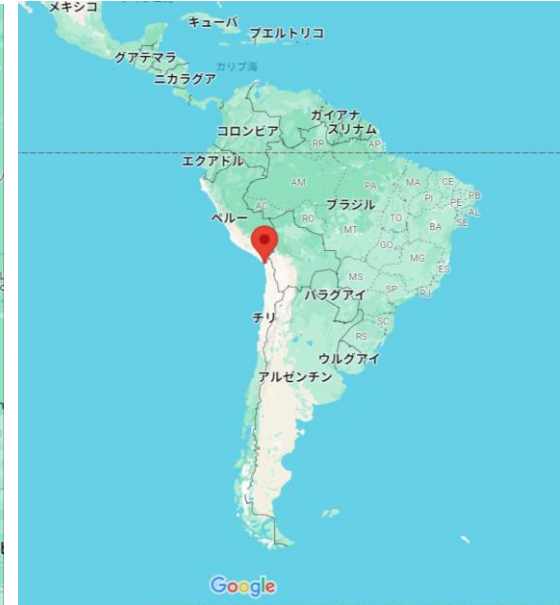 メキシコ
キューバ
プエルトリコ
グアテマラ
カリブ海
ニカラグア
ガイアナ
コロンビア
スリナム
RR
AP
エクアドル
AM
PA
MA
CE
PB
ペルー
AC
RO
ブラジル
TO
PI
PE
AL
SE
MT
BA
GO
MG
MS
ES
パラグアイ
SP
RJ
チリ
SC
RS
ウルグアイ
アルゼンチン
Google